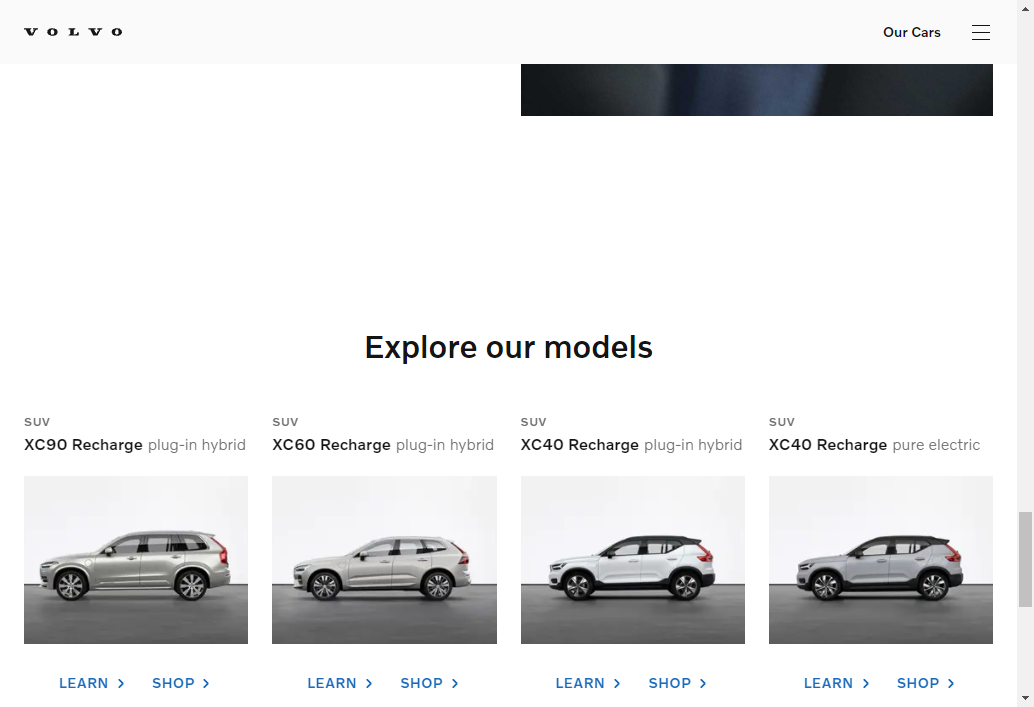 VOLVO
Our Cars
Explore our models
SUV
XC90 Recharge plug-in hybrid
SUV
XC60 Recharge plug-in hybrid
SUV
XC40 Recharge plug-in hybrid
SUV
XC40 Recharge pure electric
LEARN SHOP
LEARN SHOP
LEARN SHOP
LEARN SHOP